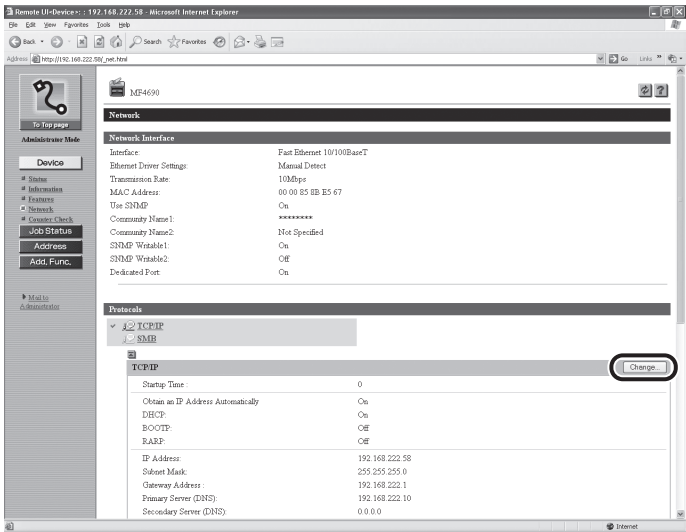 Remote UI<Device>: : 192.168.222.58 - Microsoft Internet Explorer
File Edit View Favorites Tools Help
Back Search Favorites
Address http://192.168.222.58/_net.html Go Links »
MF4690
To Top page
Administrator Mode
Device
Status
Information
Features
Network
Counter Check
Job Status
Address
Add. Func.
Mail to
Administrator
Network
Network Interface
Interface: Fast Ethernet 10/100BaseT
Ethernet Driver Settings: Manual Detect
Transmission Rate: 10Mbps
MAC Address: 00 00 85 8B E5 67
Use SNMP On
Community Name1: ********
Community Name2: Not Specified
SNMP Writable1: On
SNMP Writable2: Off
Dedicated Port On
Protocols
TCP/IP
SMB
TCP/IP Change...
Startup Time : 0
Obtain an IP Address Automatically On
DHCP: On
BOOTP: Off
RARP: Off
IP Address: 192.168.222.58
Subnet Mask: 255.255.255.0
Gateway Address : 192.168.222.1
Primary Server (DNS): 192.168.222.10
Secondary Server (DNS): 0.0.0.0
Internet